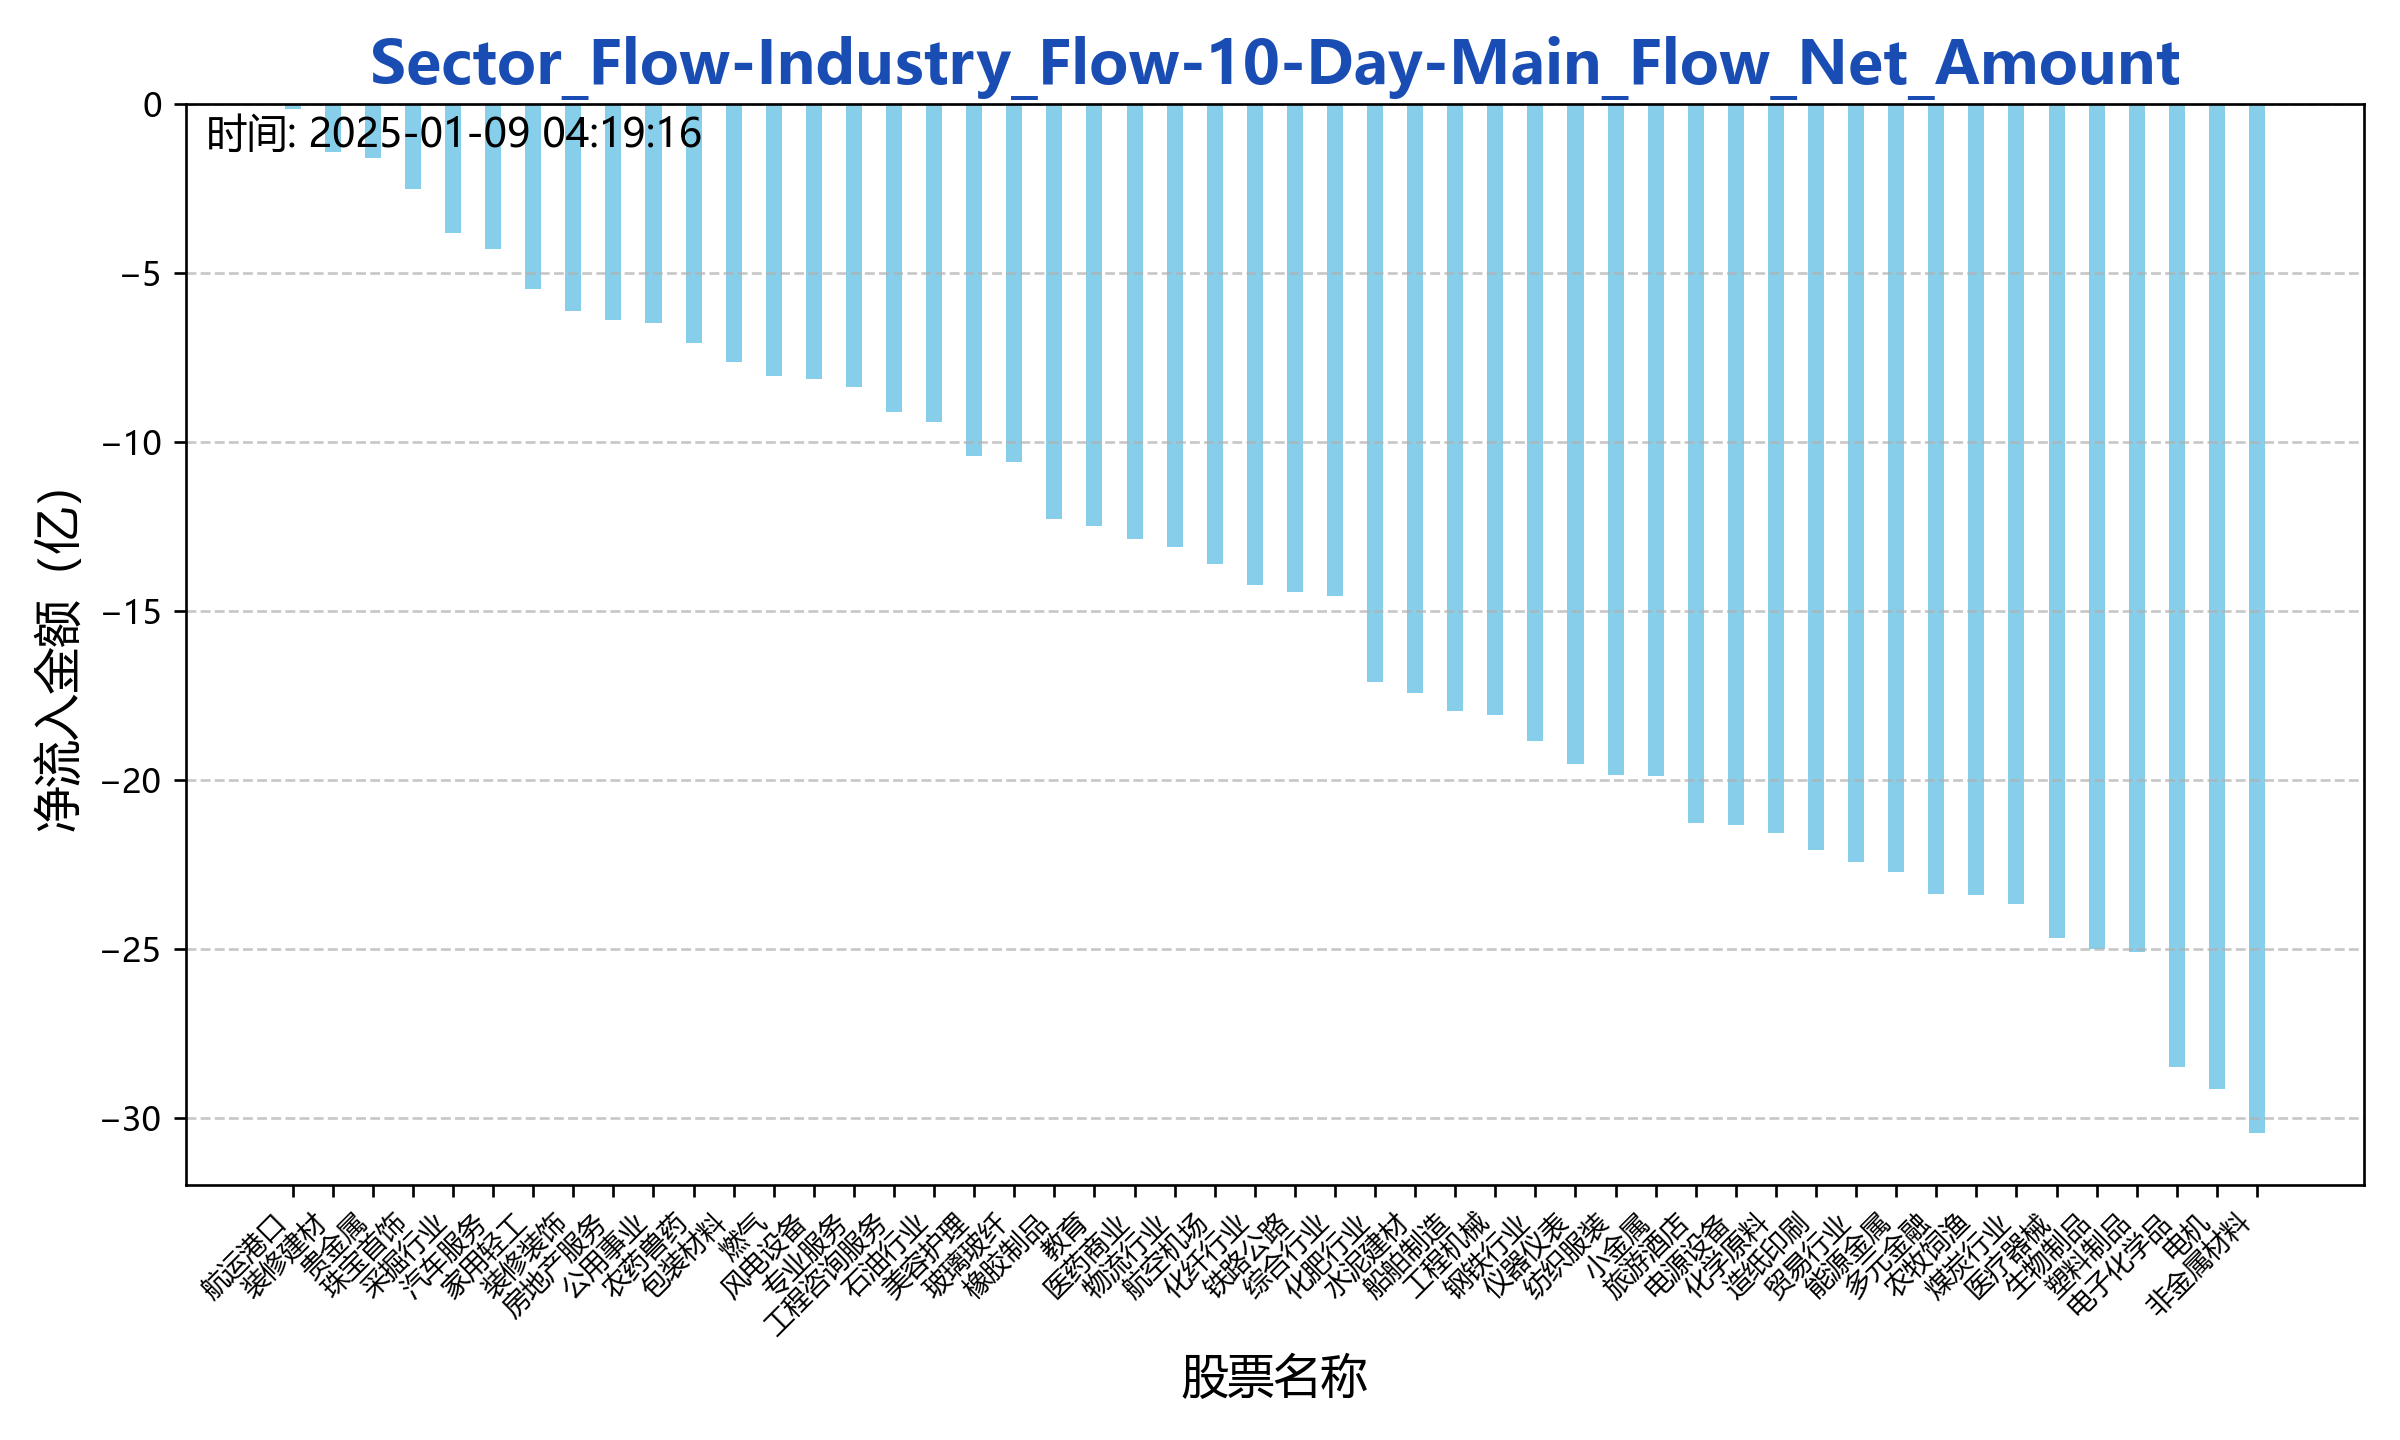 Sector_Flow-Industry_Flow-10-Day-Main_Flow_Net_Amount
时间: 2025-01-09 04:19:16
净流入金额 (亿)
0
−5
−10
−15
−20
−25
−30
航运港口
装修建材
贵金属
珠宝首饰
采掘行业
汽车服务
家用轻工
装修装饰
房地产服务
公用事业
农药兽药
包装材料
燃气
风电设备
专业服务
工程咨询服务
石油行业
美容护理
玻璃玻纤
橡胶制品
教育
医药商业
物流行业
航空机场
化纤行业
铁路公路
综合行业
化肥行业
水泥建材
船舶制造
工程机械
钢铁行业
仪器仪表
纺织服装
小金属
旅游酒店
电源设备
化学原料
造纸印刷
贸易行业
能源金属
多元金融
农牧饲渔
煤炭行业
医疗器械
生物制品
塑料制品
电子化学品
电机
非金属材料
股票名称